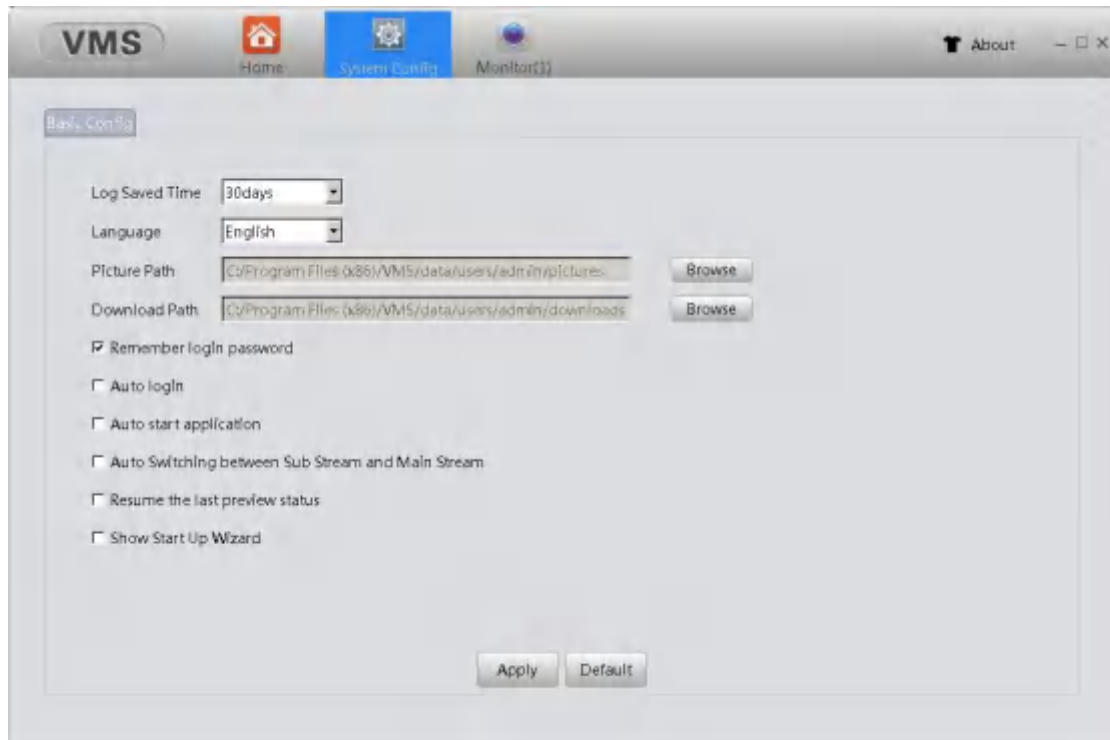 VMS
Home
System Config
Monitor(1)
About
Basic Config
Log Saved Time 30days
Language English
Picture Path C:/Program Files (x86)/VMS/data/users/admin/pictures Browse
Download Path C:/Program Files (x86)/VMS/data/users/admin/downloads Browse
Remember login password
Auto login
Auto start application
Auto Switching between Sub Stream and Main Stream
Resume the last preview status
Show Start Up Wizard
Apply Default